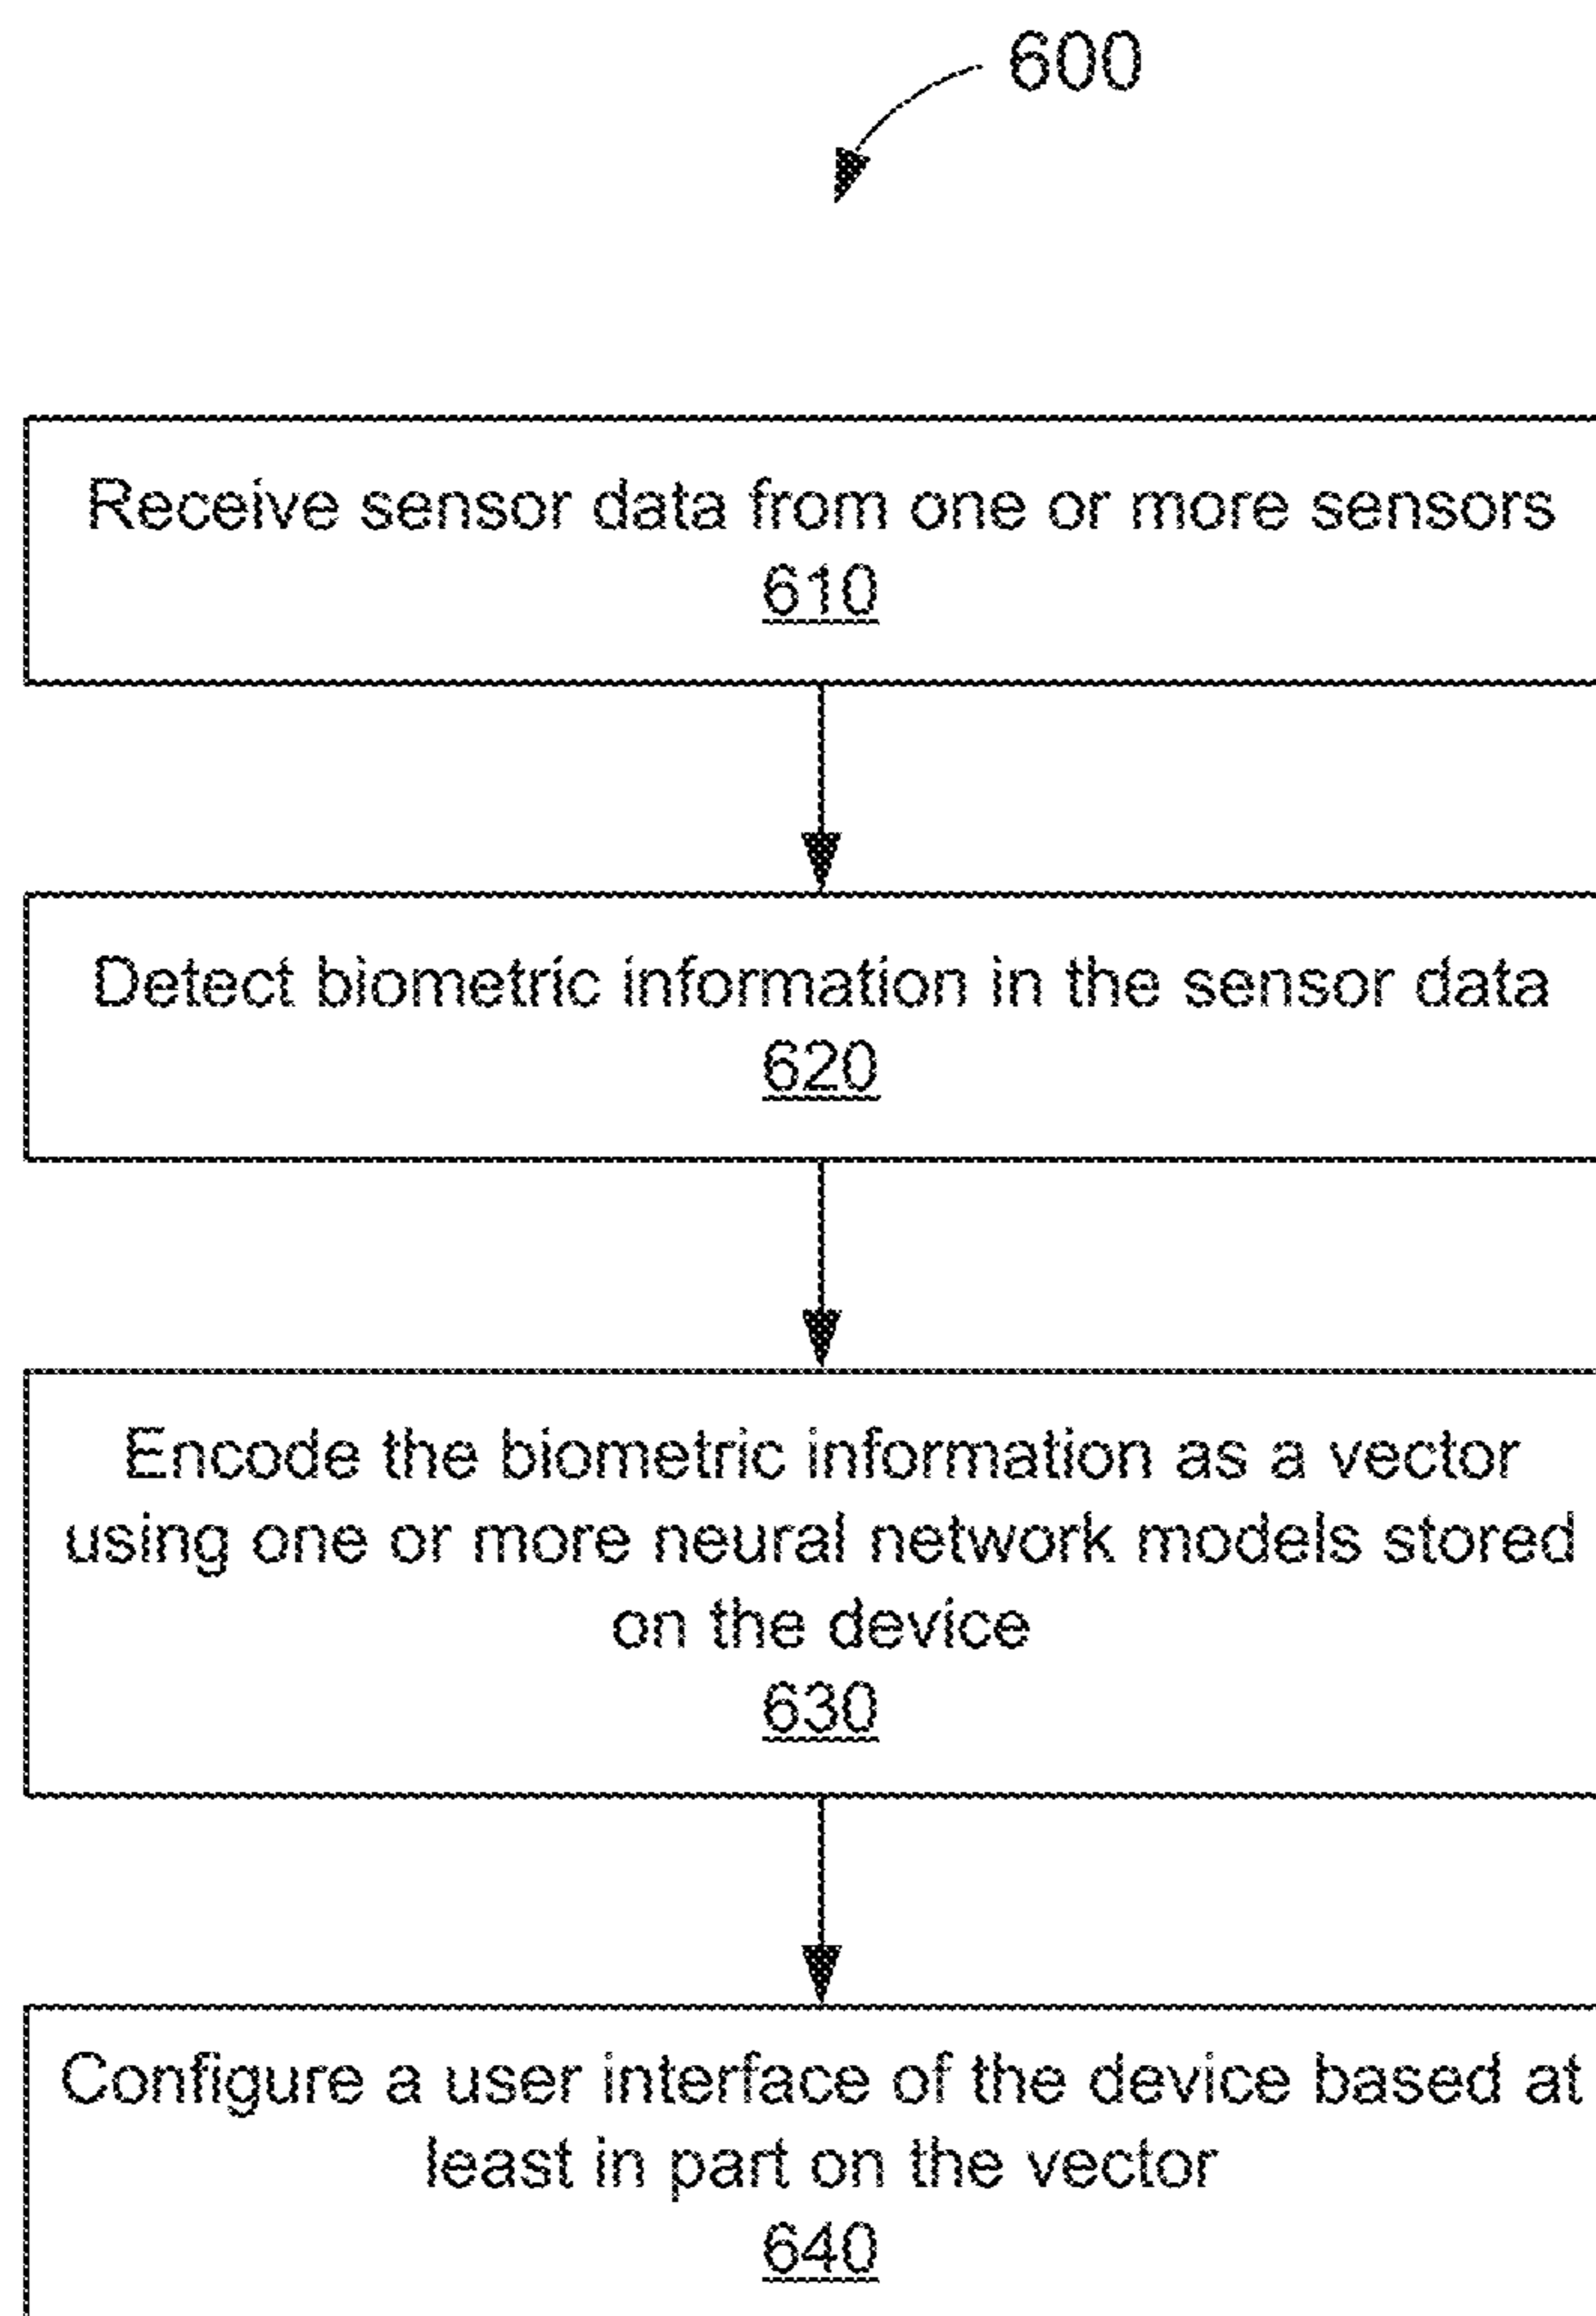 600
Receive sensor data from one or more sensors
610
Detect biometric information in the sensor data
620
Encode the biometric information as a vector
using one or more neural network models stored
on the device
630
Configure a user interface of the device based at
least in part on the vector
640